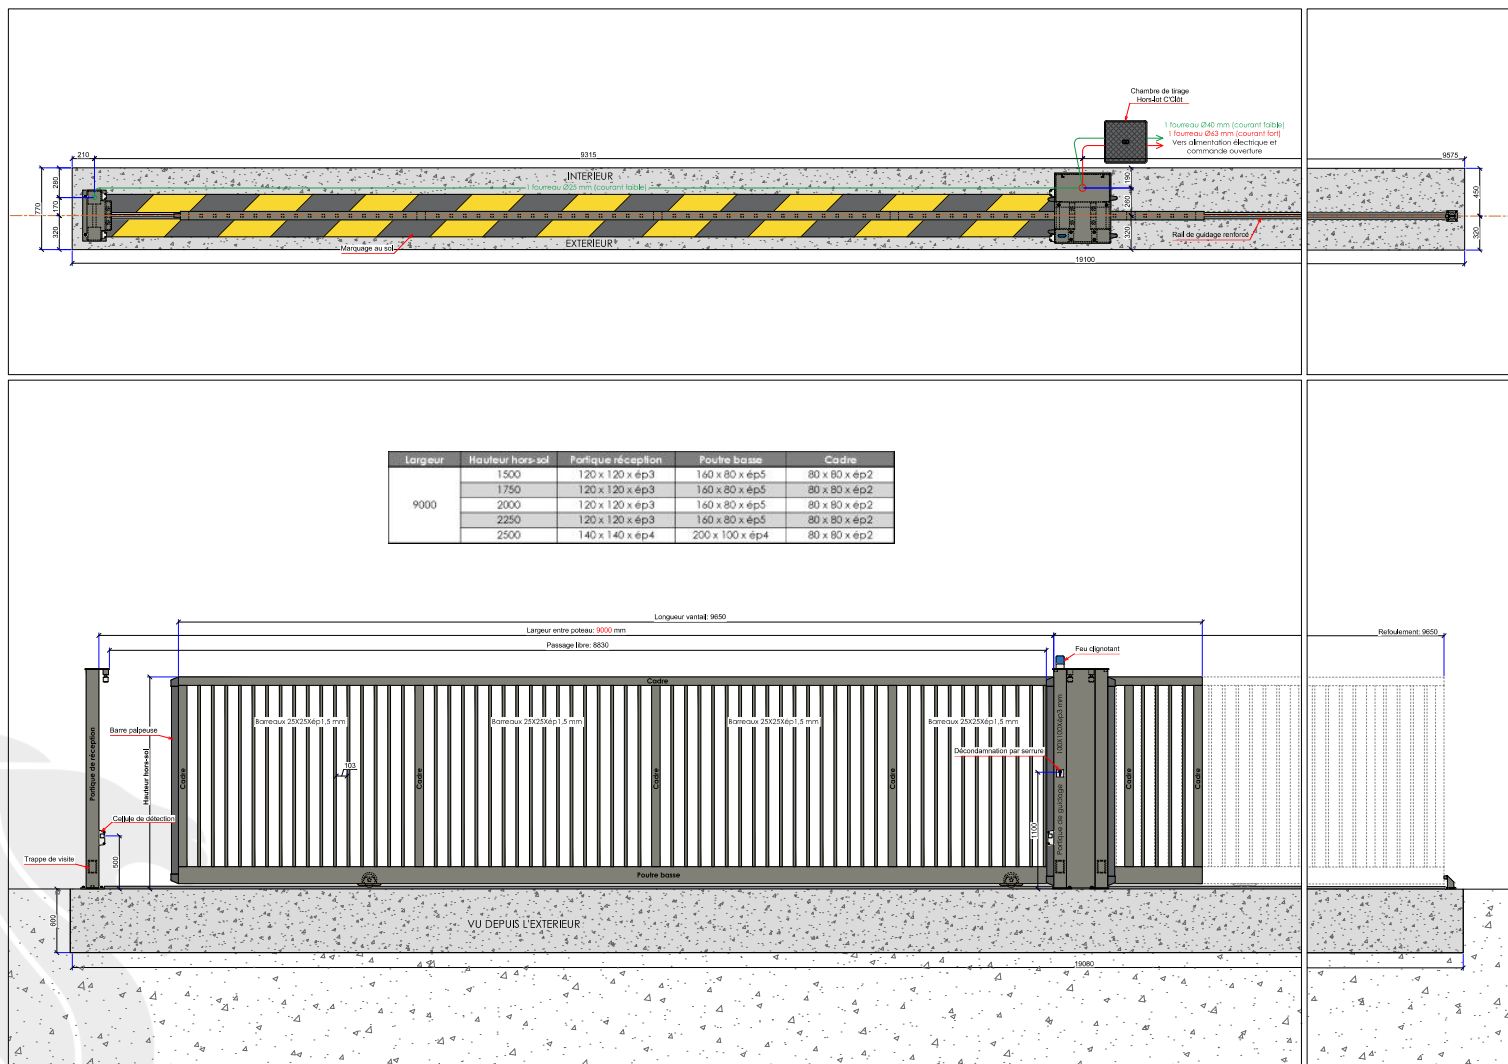 Chambre de tirage
Hors-lot C'Clôt
1 fourreau Ø40 mm (courant faible)
1 fourreau Ø63 mm (courant fort)
Vers alimentation électrique et
commande ouverture
210
9315
9575
INTERIEUR
1 fourreau Ø25 mm (courant faible)
280
170
770
320
190
260
320
450
320
EXTERIEUR
Marquage au sol
Rail de guidage renforcé
19100
Largeur Hauteur hors-sol Portique réception Poutre basse Cadre
9000
1500 120 x 120 x ép3 160 x 80 x ép5 80 x 80 x ép2
1750 120 x 120 x ép3 160 x 80 x ép5 80 x 80 x ép2
2000 120 x 120 x ép3 160 x 80 x ép5 80 x 80 x ép2
2250 120 x 120 x ép3 160 x 80 x ép5 80 x 80 x ép2
2500 140 x 140 x ép4 200 x 100 x ép4 80 x 80 x ép2
Longueur vantail: 9650
Largeur entre poteau: 9000 mm
Refoulement: 9650
Passage libre: 8830
Feu clignotant
Cadre
Barreaux 25X25Xép1,5 mm
Barreaux 25X25Xép1,5 mm
Barreaux 25X25Xép1,5 mm
Barreaux 25X25Xép1,5 mm
Barre palpeuse
Décondamnation par serrure
103
Portique de réception
Hauteur hors-sol
Cadre
Cadre
Cadre
Portique de guidage 100X100Xép3 mm
Cadre
Cadre
Cellule de détection
1100
500
Trappe de visite
Poutre basse
600
VU DEPUIS L'EXTERIEUR
19080